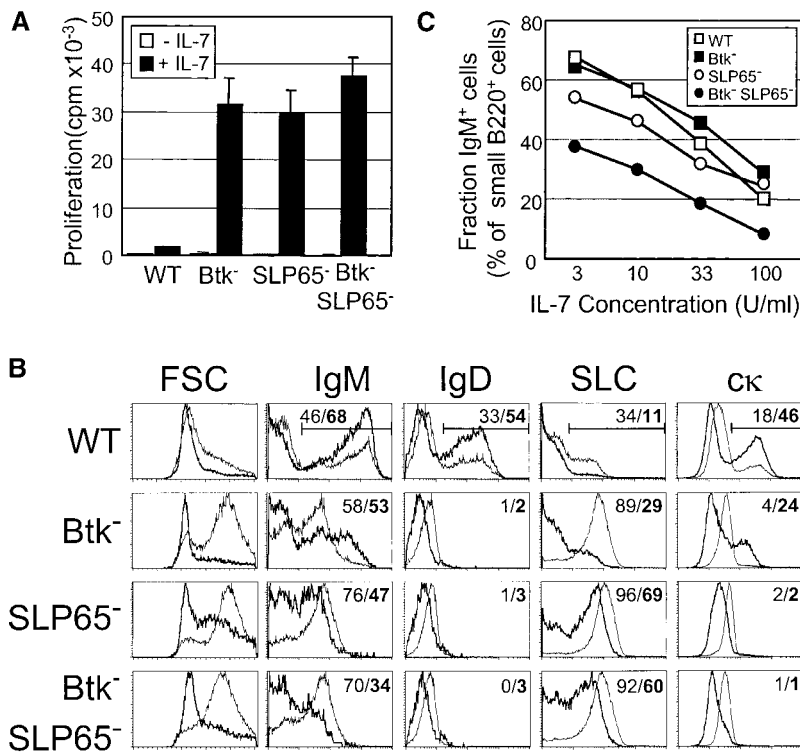 A
Proliferation(cpm x10⁻³)
50
40
30
20
10
0
- IL-7
+ IL-7
WT
Btk⁻
SLP65⁻
Btk⁻
SLP65⁻
C
Fraction IgM⁺ cells
(% of small B220⁺ cells)
80
60
40
20
0
WT
Btk⁻
SLP65⁻
Btk⁻ SLP65⁻
3 10 33 100
IL-7 Concentration (U/ml)
B
FSC IgM IgD SLC cκ
WT
46/68 33/54 34/11 18/46
Btk⁻
58/53 1/2 89/29 4/24
SLP65⁻
76/47 1/3 96/69 2/2
Btk⁻
SLP65⁻
70/34 0/3 92/60 1/1